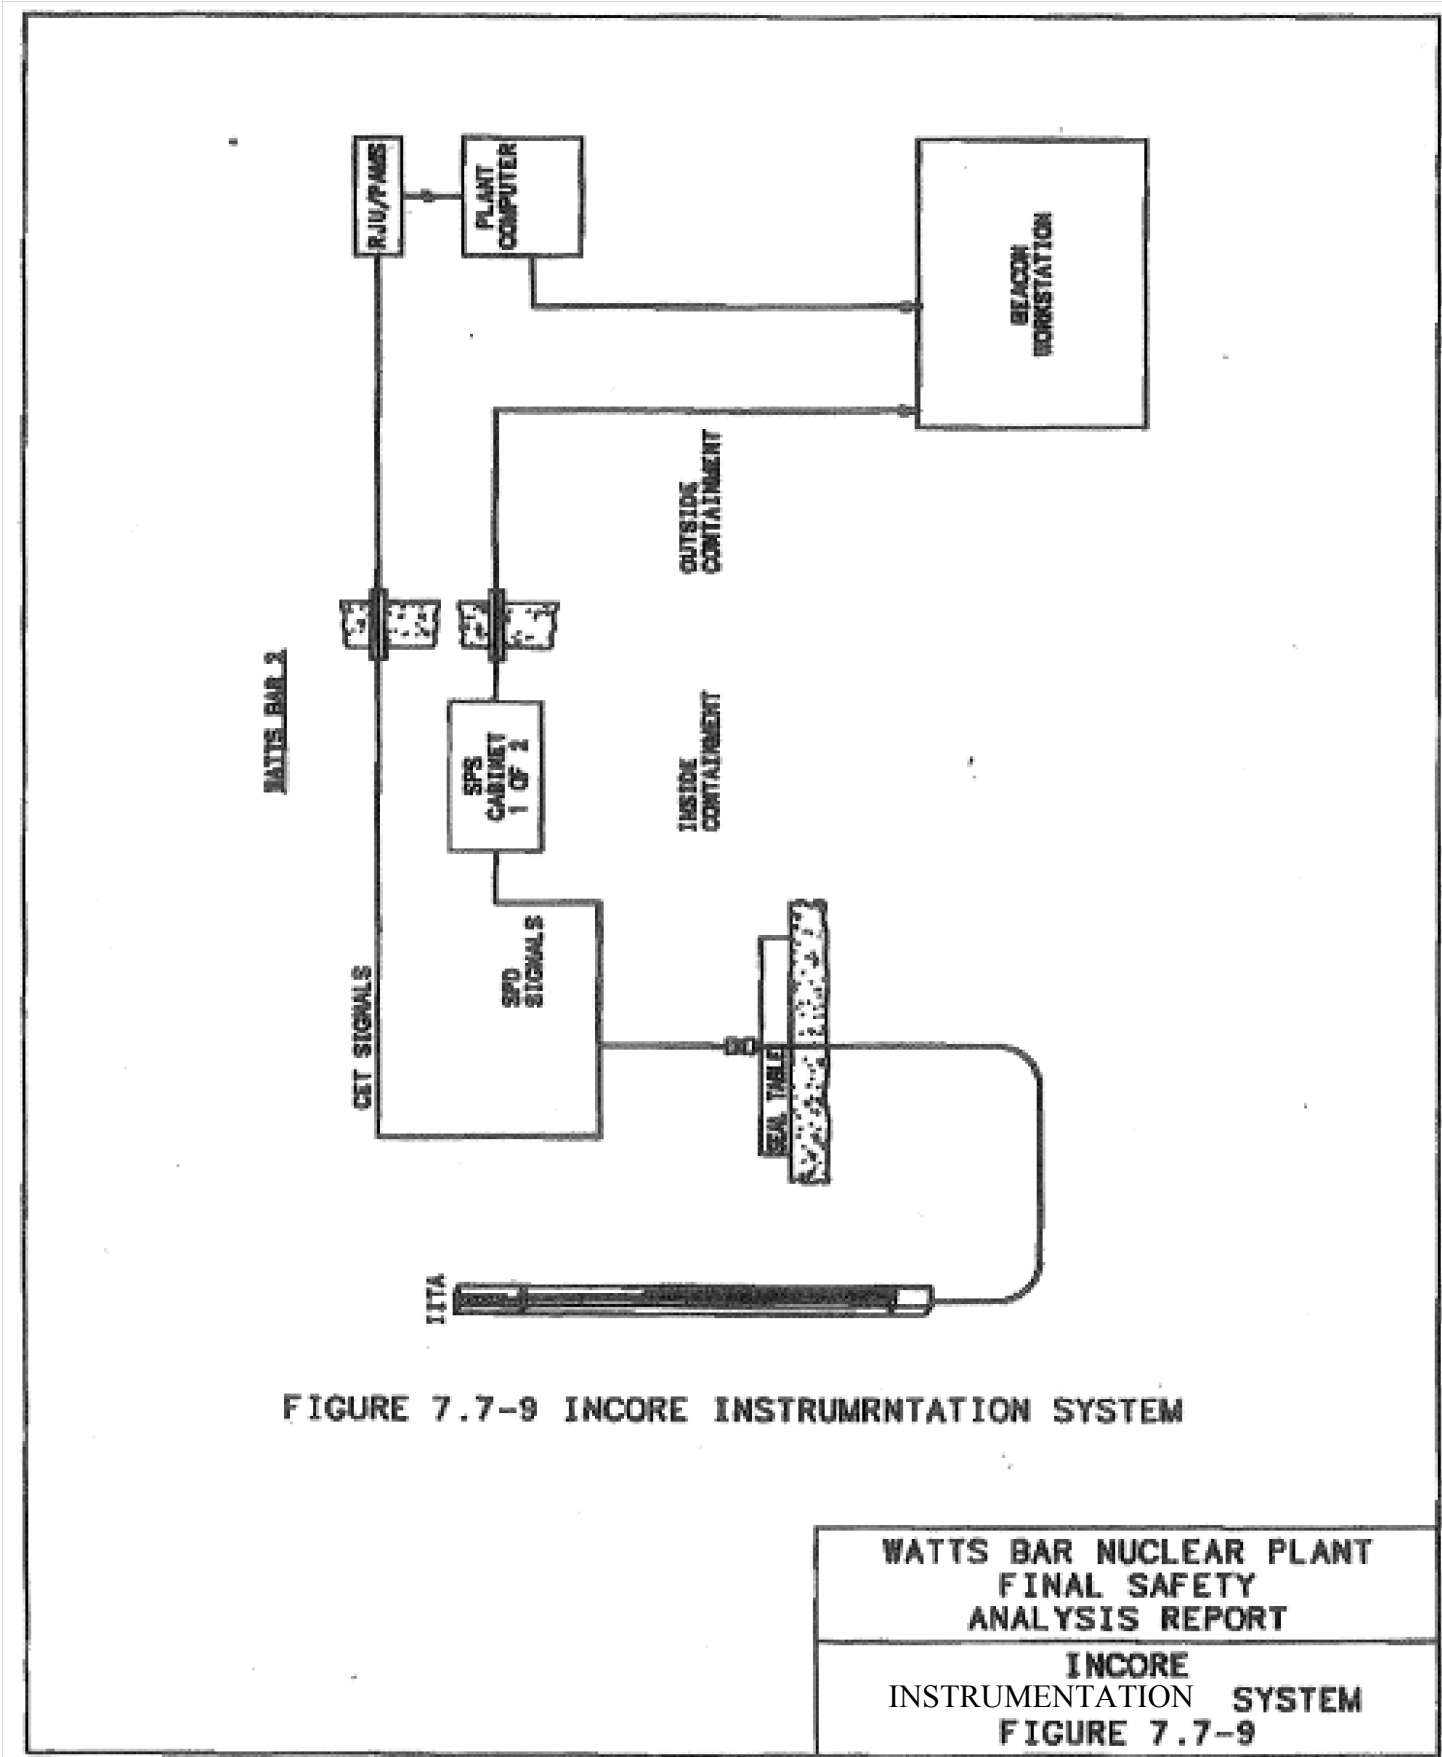 WATTS BAR 2
RJU/PAMS
PLANT
COMPUTER
BEACON
WORKSTATION
OUTSIDE
CONTAINMENT
INSIDE
CONTAINMENT
SPS
CABINET
1 OF 2
CET SIGNALS
SPD
SIGNALS
SEAL TABLE
IITA
FIGURE 7.7-9 INCORE INSTRUMRNTATION SYSTEM
WATTS BAR NUCLEAR PLANT
FINAL SAFETY
ANALYSIS REPORT
INCORE
INSTRUMENTATION SYSTEM
FIGURE 7.7-9